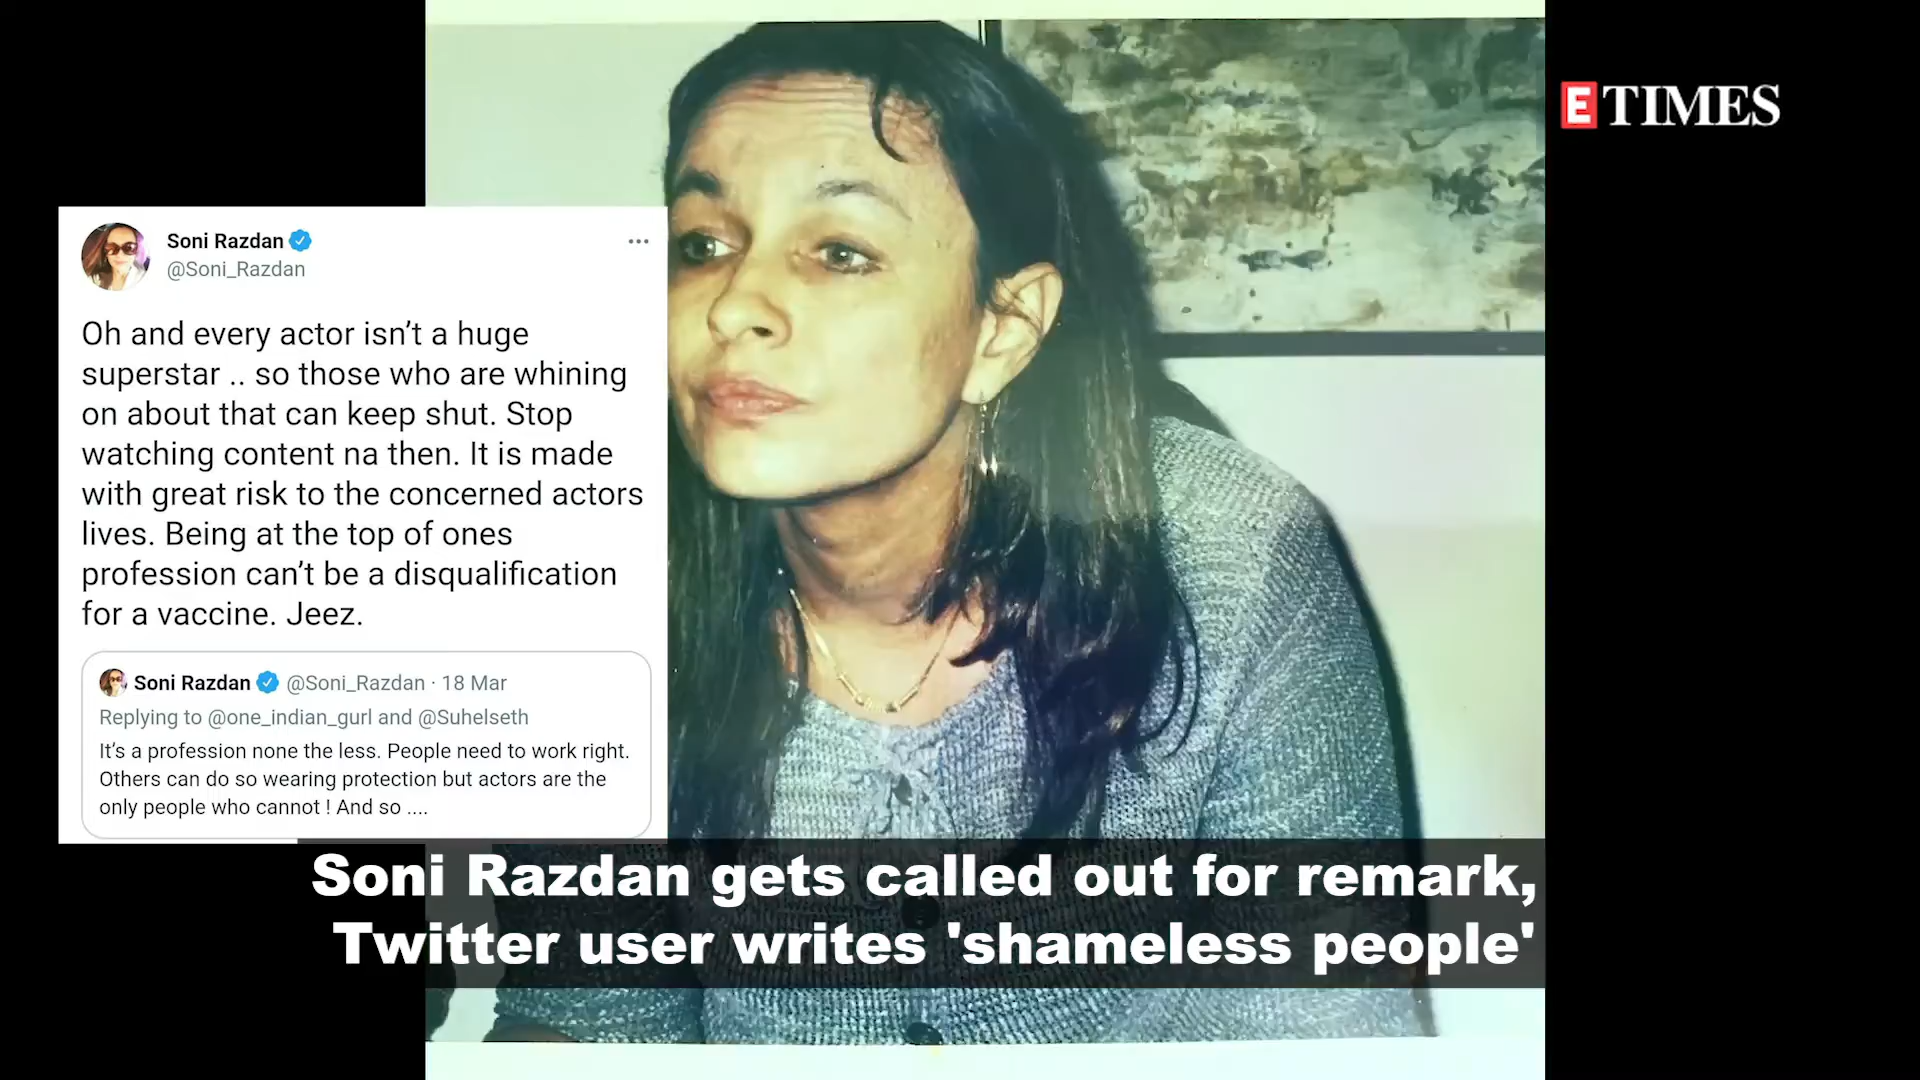 E TIMES
Soni Razdan
@Soni_Razdan
Oh and every actor isn’t a huge
superstar .. so those who are whining
on about that can keep shut. Stop
watching content na then. It is made
with great risk to the concerned actors
lives. Being at the top of ones
profession can’t be a disqualification
for a vaccine. Jeez.
Soni Razdan @Soni_Razdan · 18 Mar
Replying to @one_indian_gurl and @Suhelseth
It’s a profession none the less. People need to work right.
Others can do so wearing protection but actors are the
only people who cannot ! And so ....
Soni Razdan gets called out for remark,
Twitter user writes 'shameless people'